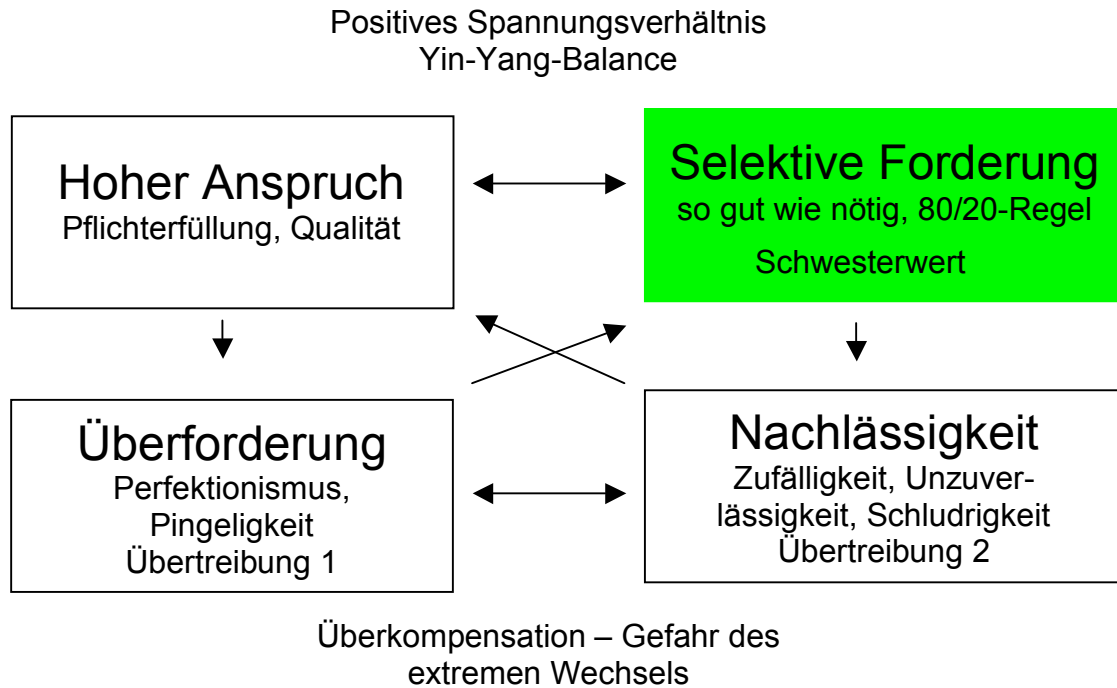 Positives Spannungsverhältnis
Yin-Yang-Balance
Hoher Anspruch
Pflichterfüllung, Qualität
Selektive Forderung
so gut wie nötig, 80/20-Regel
Schwesterwert
Überforderung
Perfektionismus,
Pingeligkeit
Übertreibung 1
Nachlässigkeit
Zufälligkeit, Unzuver-
lässigkeit, Schludrigkeit
Übertreibung 2
Überkompensation – Gefahr des
extremen Wechsels